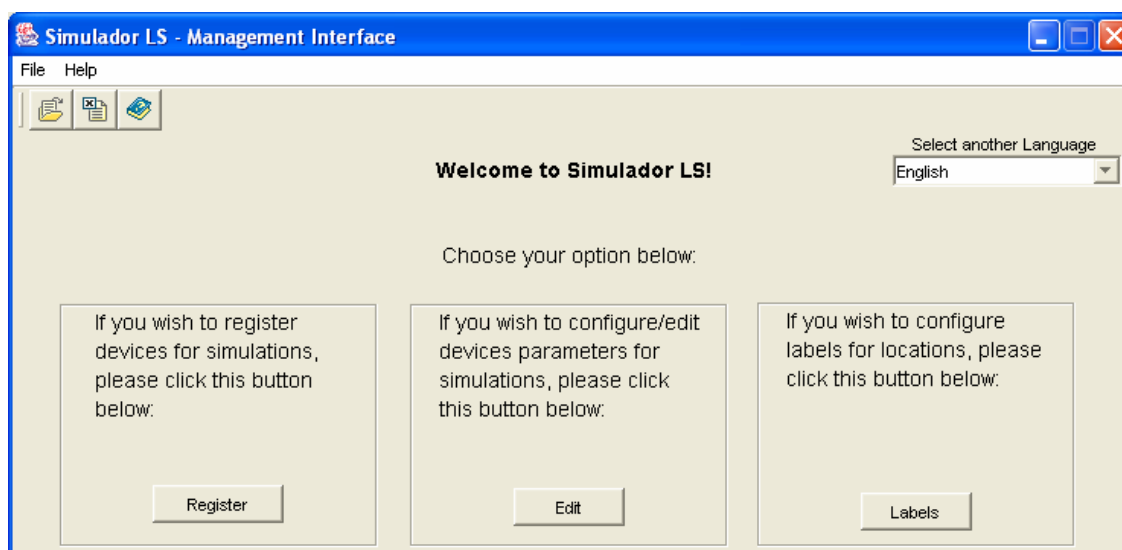 Simulador LS - Management Interface
File Help
Select another Language
Welcome to Simulador LS!
English
Choose your option below:
If you wish to register
devices for simulations,
please click this button
below:
Register
If you wish to configure/edit
devices parameters for
simulations, please click
this button below:
Edit
If you wish to configure
labels for locations, please
click this button below:
Labels